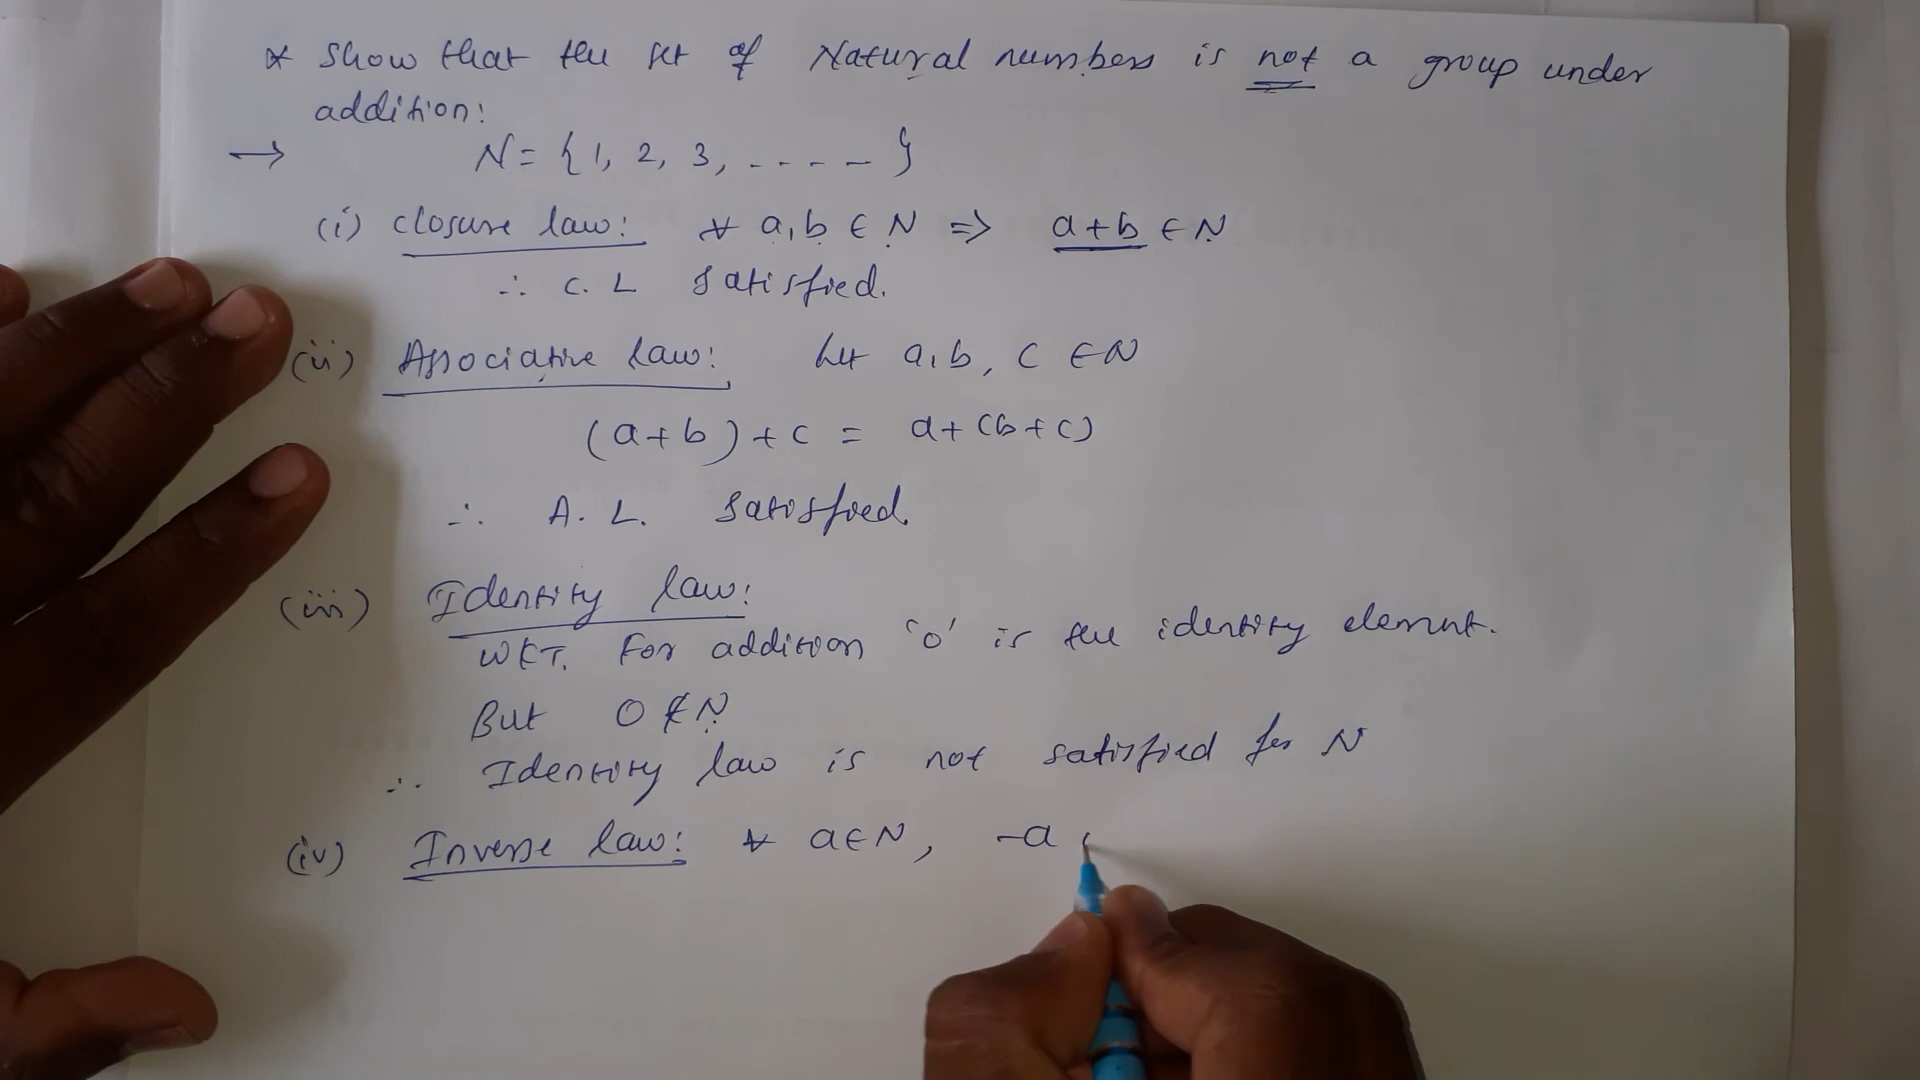 * Show that the set of Natural numbers is not a group under
addition:
→ N = {1, 2, 3, ----- }
(i) closure law: ∀ a, b ∈ N ⇒ a+b ∈ N
∴ C. L satisfied.
(ii) Associative law: Let a, b, c ∈ N
(a+b)+c = a+(b+c)
∴ A. L. satisfied.
(iii) Identity law:
WKT. For addition 'o' is the identity element.
But O ∉ N
∴ Identity law is not satisfied for N
(iv) Inverse law: ∀ a∈N, -a